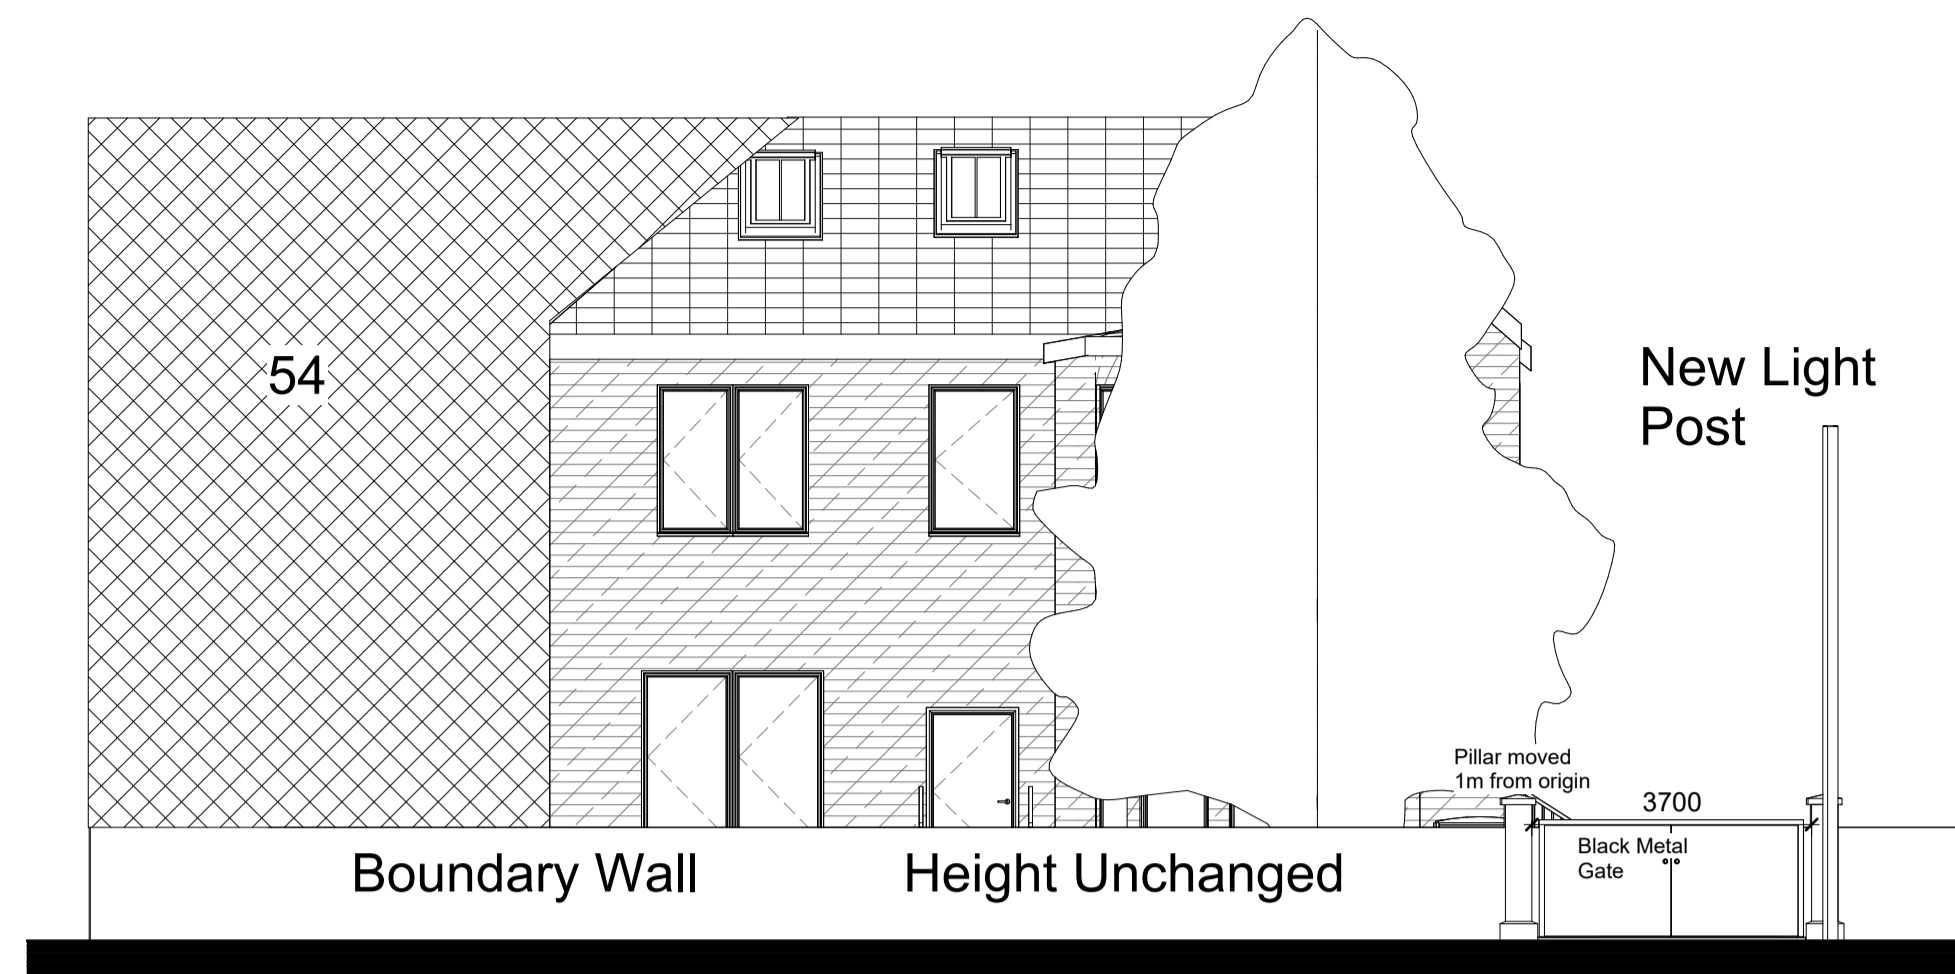 54
New Light
Post
Pillar moved
1m from origin
3700
Black Metal
Gate
Boundary Wall
Height Unchanged